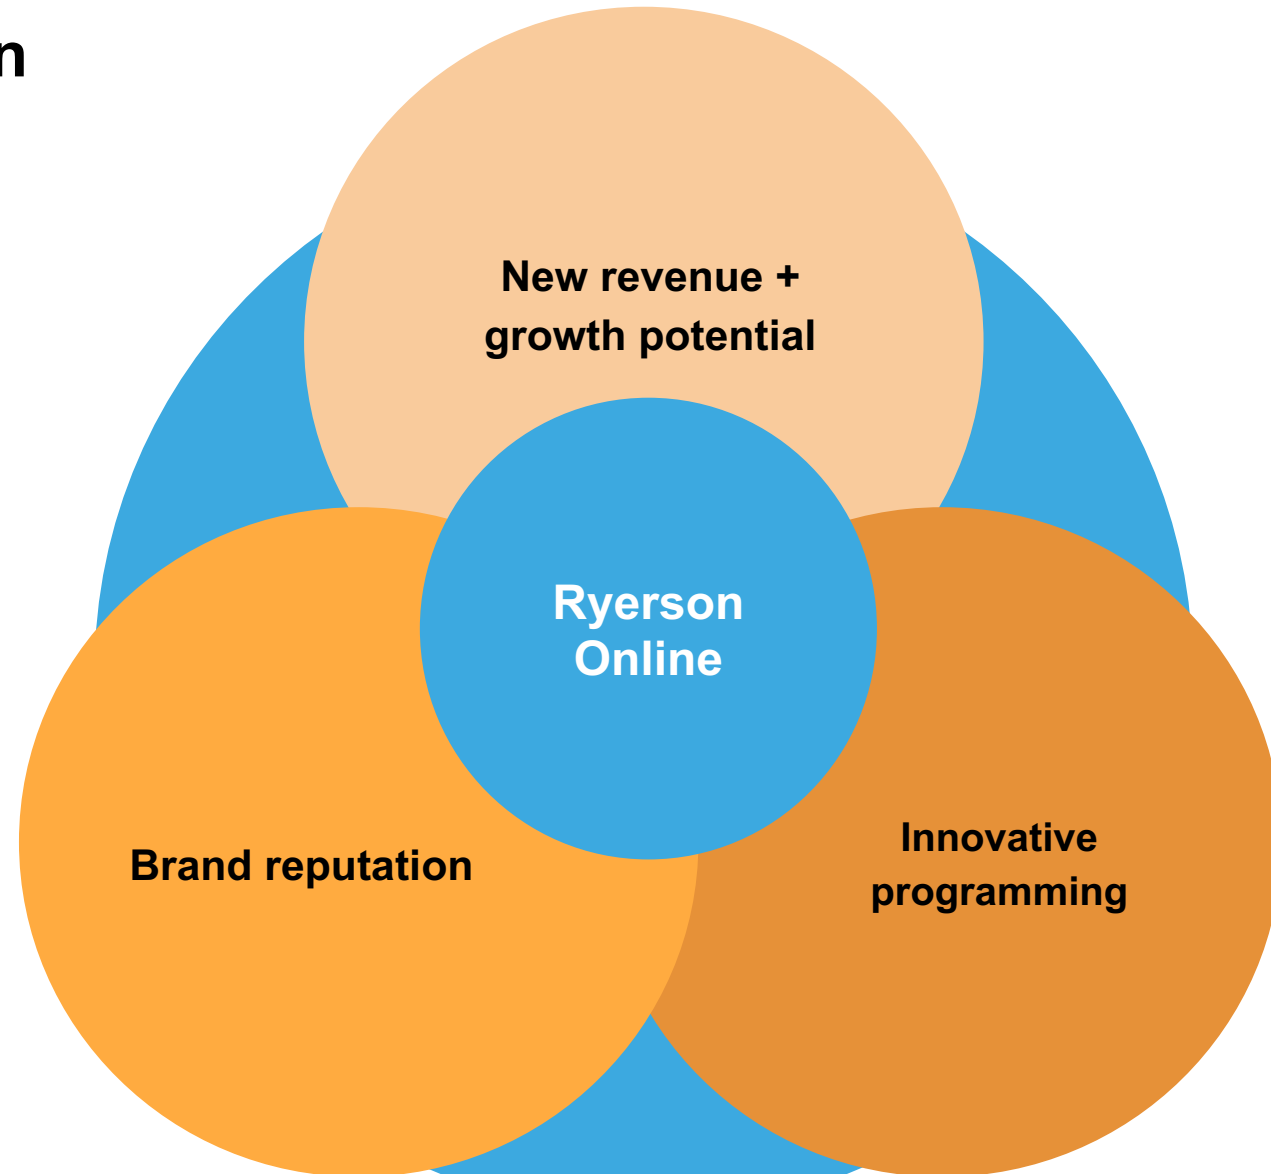 n
New revenue +
growth potential
Ryerson
Online
Brand reputation
Innovative
programming